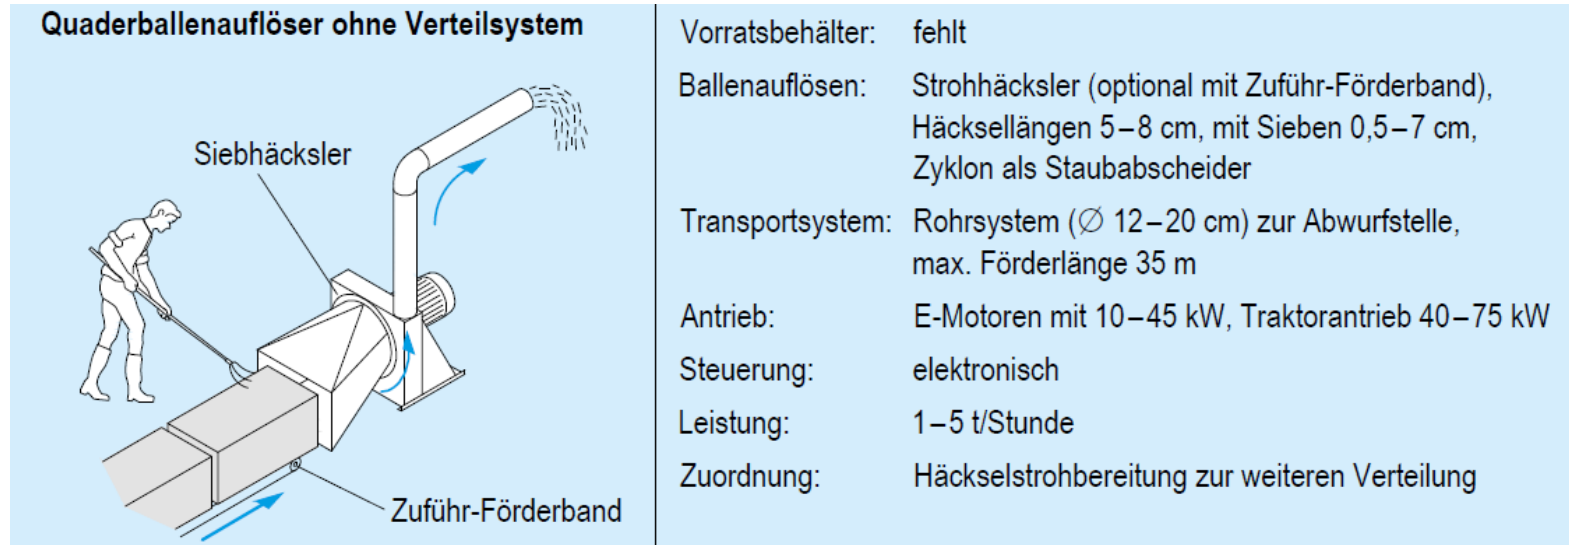 Quaderballenauflöser ohne Verteilsystem
Siebhäcksler
Zuführ-Förderband
Vorratsbehälter: fehlt
Ballenauflösen: Strohhäcksler (optional mit Zuführ-Förderband),
Häcksellängen 5–8 cm, mit Sieben 0,5–7 cm,
Zyklon als Staubabscheider
Transportsystem: Rohrsystem (∅ 12–20 cm) zur Abwurfstelle,
max. Förderlänge 35 m
Antrieb: E-Motoren mit 10–45 kW, Traktorantrieb 40–75 kW
Steuerung: elektronisch
Leistung: 1–5 t/Stunde
Zuordnung: Häckselstrohbereitung zur weiteren Verteilung